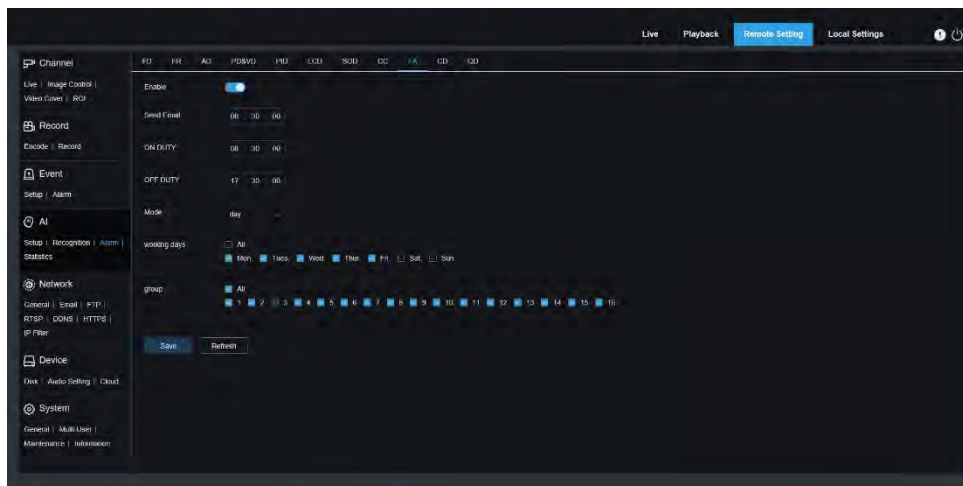 Live Playback Remote Setting Local Settings
Channel
Live | Image Control |
Video Cover | ROI
Record
Encode | Record
Event
Setup | Alarm
AI
Setup | Recognition | Alarm |
Statistics
Network
General | Email | FTP |
RTSP | DDNS | HTTPS |
IP Filter
Device
Disk | Audio Setting | Cloud
System
General | Multi-User |
Maintenance | Information
FD FR AD PD&VD PID LCD SOD CC FA CD QD
Enable
Send Email 08 30 00
ON DUTY 08 30 00
OFF DUTY 17 30 00
Mode day
working days All
Mon. Tues. Wed. Thur. Fri. Sat. Sun
group All
1 2 3 4 5 6 7 8 9 10 11 12 13 14 15 16
Save Refresh